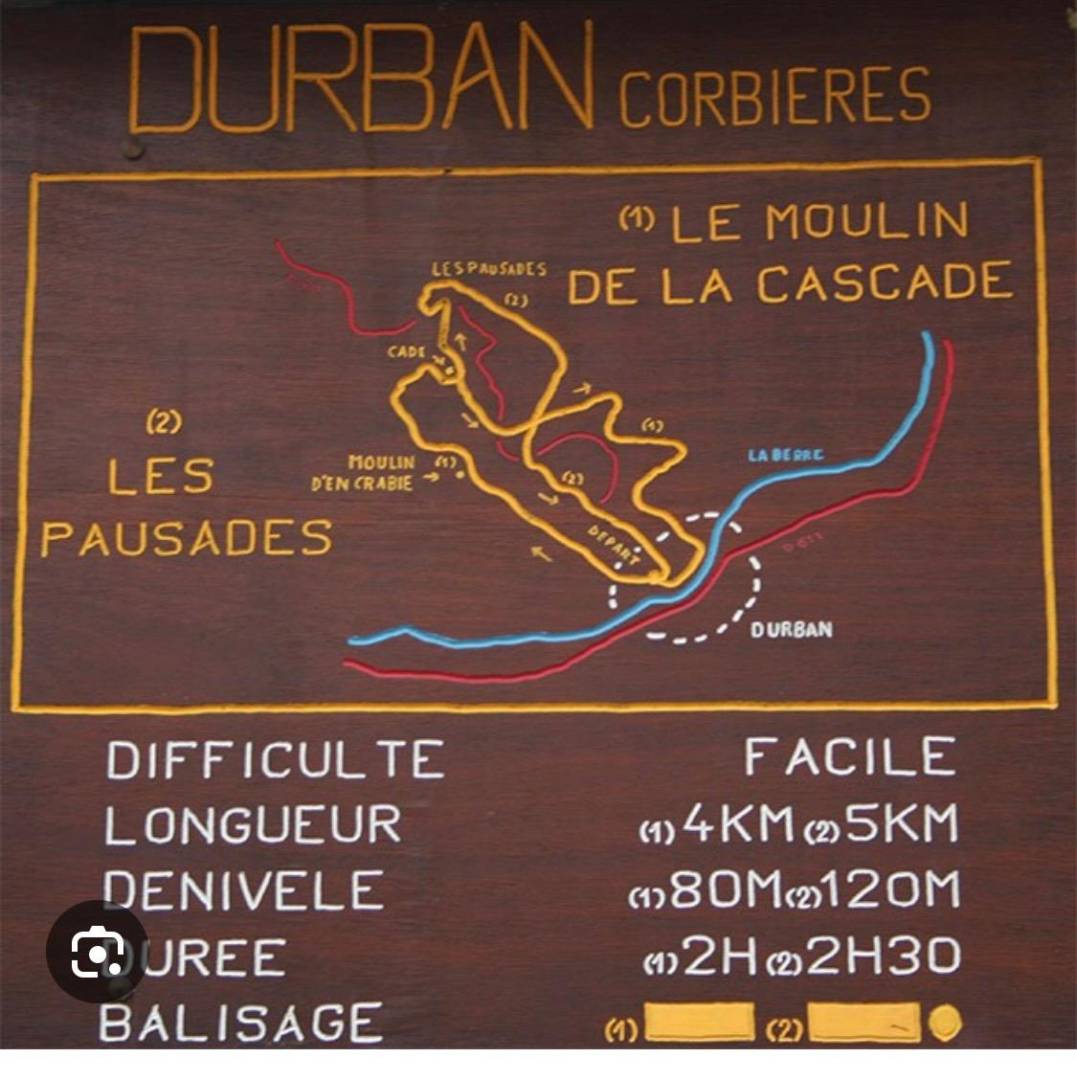 DURBAN CORBIERES
(1) LE MOULIN
DE LA CASCADE
LES PAUSADES
(2)
CADE
(1)
(2)
LES
PAUSADES
MOULIN
D'EN CRABIE
(1)
(2)
LA BERRE
DEPART
DURBAN
DIFFICULTE FACILE
LONGUEUR (1) 4KM (2) 5KM
DENIVELE (1) 80M (2) 120M
DUREE (1) 2H (2) 2H30
BALISAGE (1) (2)